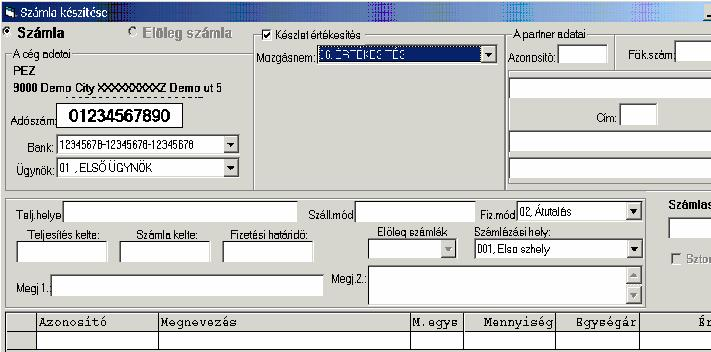 Számla készítése
Számla
Előleg számla
Készlet értékesítés
A partner adatai
A cég adatai
Mozgásnem:
ÉRTÉKESÍTÉS
Azonosító:
Fők.szám:
PEZ
9000 Demo City XXXXXXXXZ Demo ut 5
Adószám: 01234567890
Cím:
Bank: 12345678-12345678-12345678
Ügynök: 01 , ELSŐ ÜGYNÖK
Telj.helye
Száll.mód
Fiz.mód 02, Átutalás
Számlas
Teljesítés kelte:
Számla kelte:
Fizetési határidő:
Előleg számlák
Számlázási hely:
001, Elso szhely
Szto
Megj 1.:
Megj.2.:
Azonosító
Megnevezés
M.egys
Mennyiség
Egységár
Ér